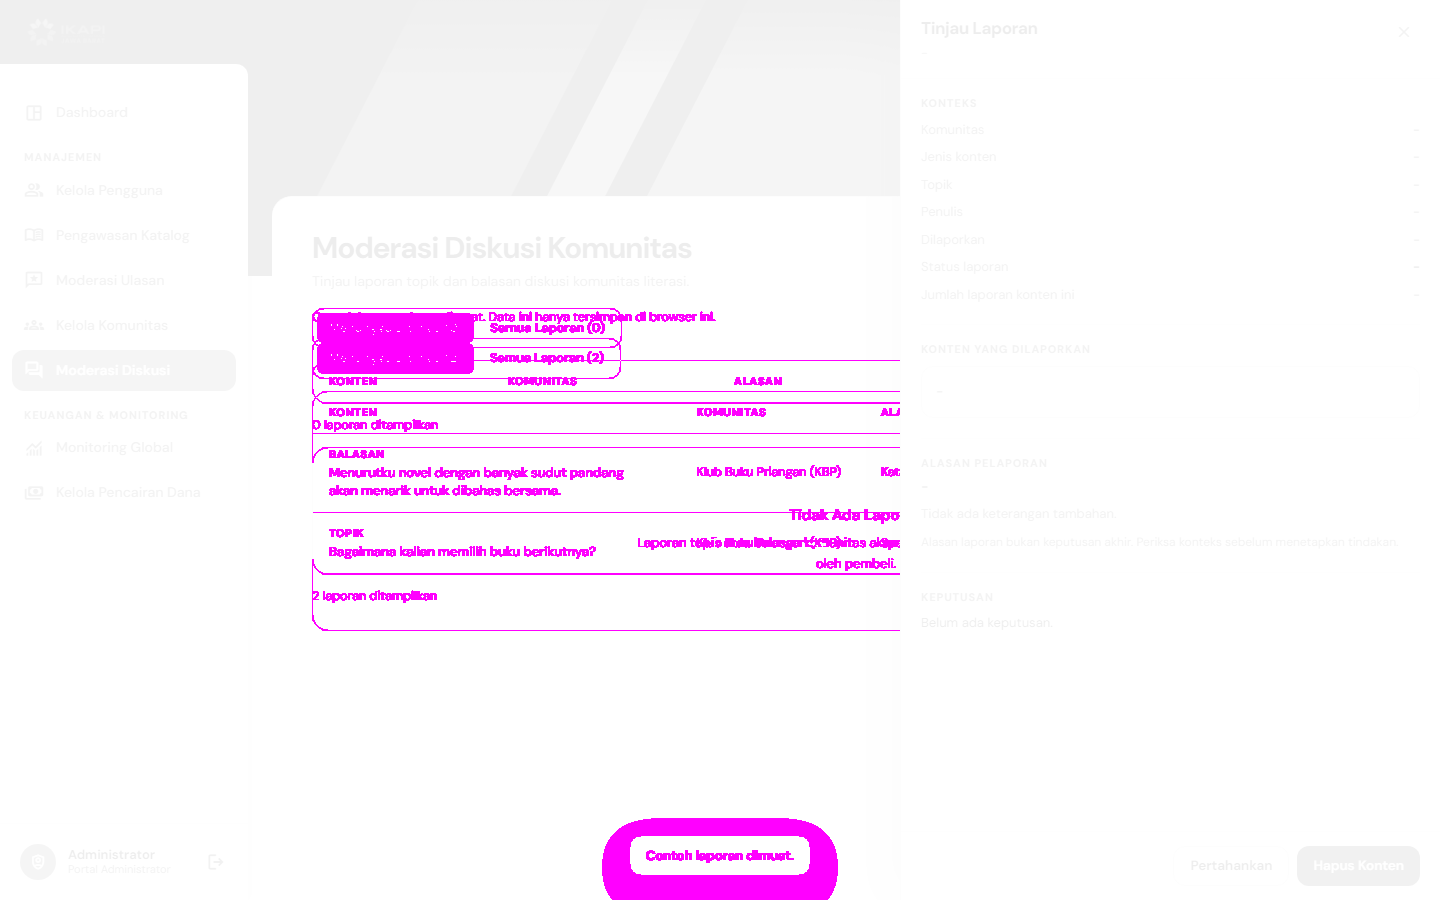 Dashboard
MANAJEMEN
Kelola Pengguna
Pengawasan Katalog
Moderasi Ulasan
Kelola Komunitas
Moderasi Diskusi
KEUANGAN & MONITORING
Monitoring Global
Kelola Pencairan Dana
Administrator
Portal Administrator
Moderasi Diskusi Komunitas
Tinjau laporan topik dan balasan diskusi komunitas literasi.
Data ini hanya tersimpan di browser ini.
Semua Laporan (0)
Semua Laporan (2)
KONTEN KOMUNITAS ALASAN
KONTEN KOMUNITAS
0 laporan ditampilkan
BALASAN
Menurutku novel dengan banyak sudut pandang Klub Buku Priangan (KBP)
akan menarik untuk dibahas bersama.
Tidak Ada
TOPIK
Laporan
Bagaimana kalian memilih buku berikutnya?
oleh pembeli.
2 laporan ditampilkan
Contoh laporan dimuat.
Tinjau Laporan
–
KONTEKS
Komunitas –
Jenis konten –
Topik –
Penulis –
Dilaporkan –
Status laporan –
Jumlah laporan konten ini –
KONTEN YANG DILAPORKAN
–
ALASAN PELAPORAN
–
Tidak ada keterangan tambahan.
Alasan laporan bukan keputusan akhir. Periksa konteks sebelum menetapkan tindakan.
KEPUTUSAN
Belum ada keputusan.
Pertahankan Hapus Konten